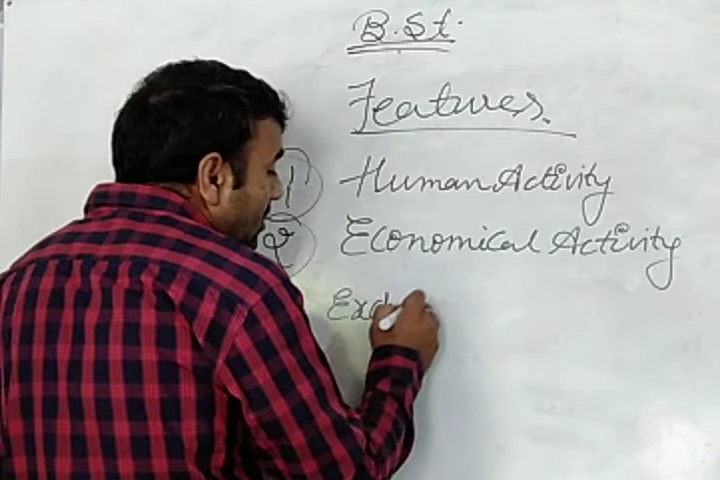 B.St.
Features.
1 Human Activity
2 Economical Activity
Exc